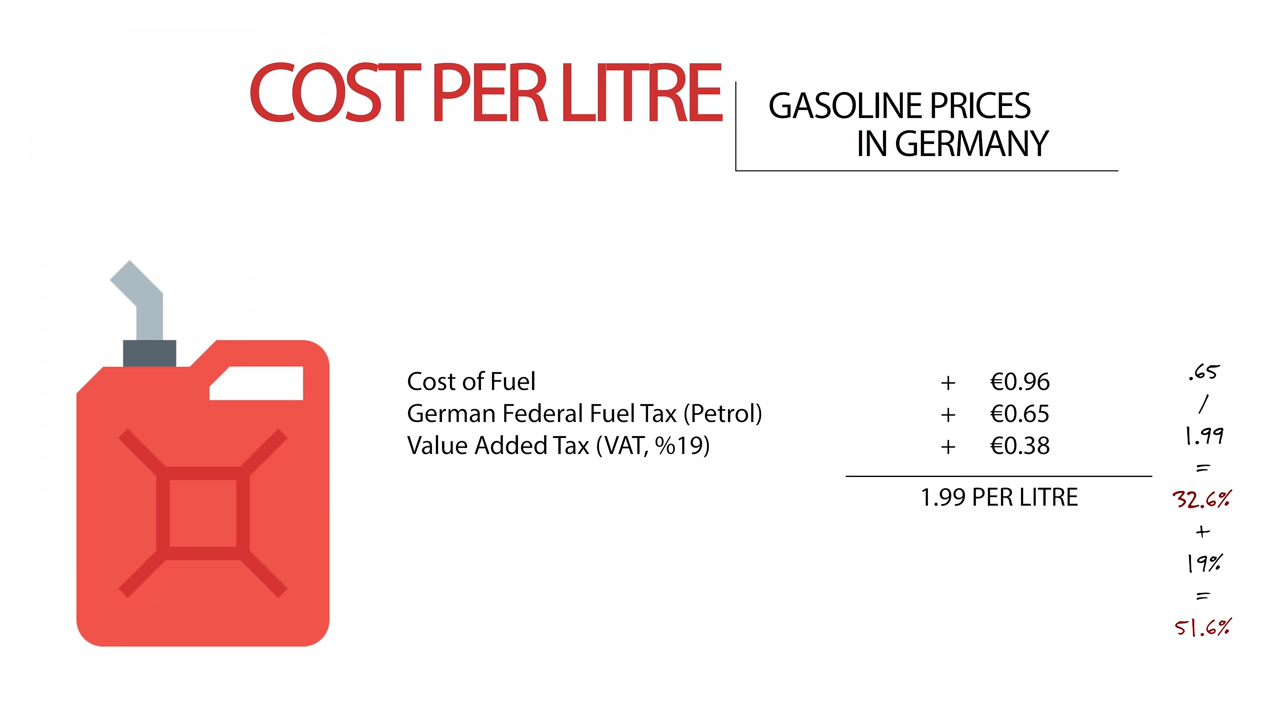 COST PER LITRE
GASOLINE PRICES
IN GERMANY
Cost of Fuel + €0.96
German Federal Fuel Tax (Petrol) + €0.65
Value Added Tax (VAT, %19) + €0.38
1.99 PER LITRE
.65
/
1.99
=
32.6%
+
19%
=
51.6%